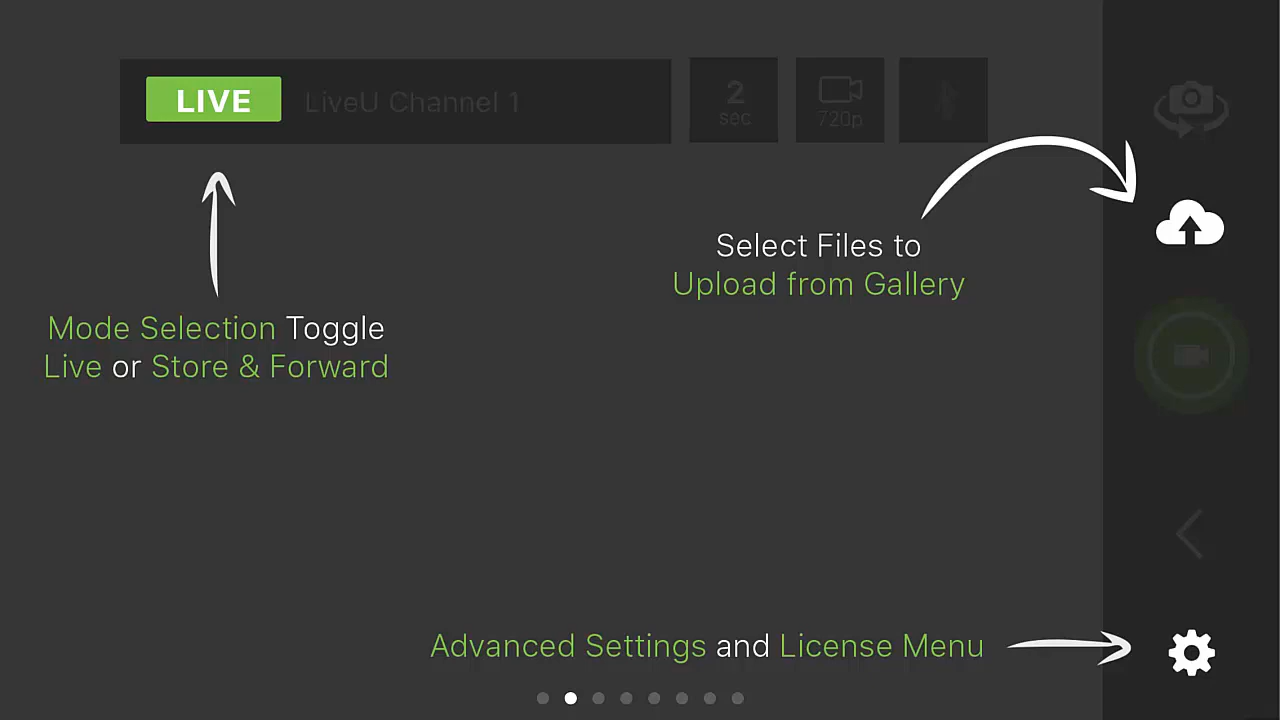 LIVE
LiveU Channel 1
2
sec
720p
Select Files to
Upload from Gallery
Mode Selection Toggle
Live or Store & Forward
Advanced Settings and License Menu